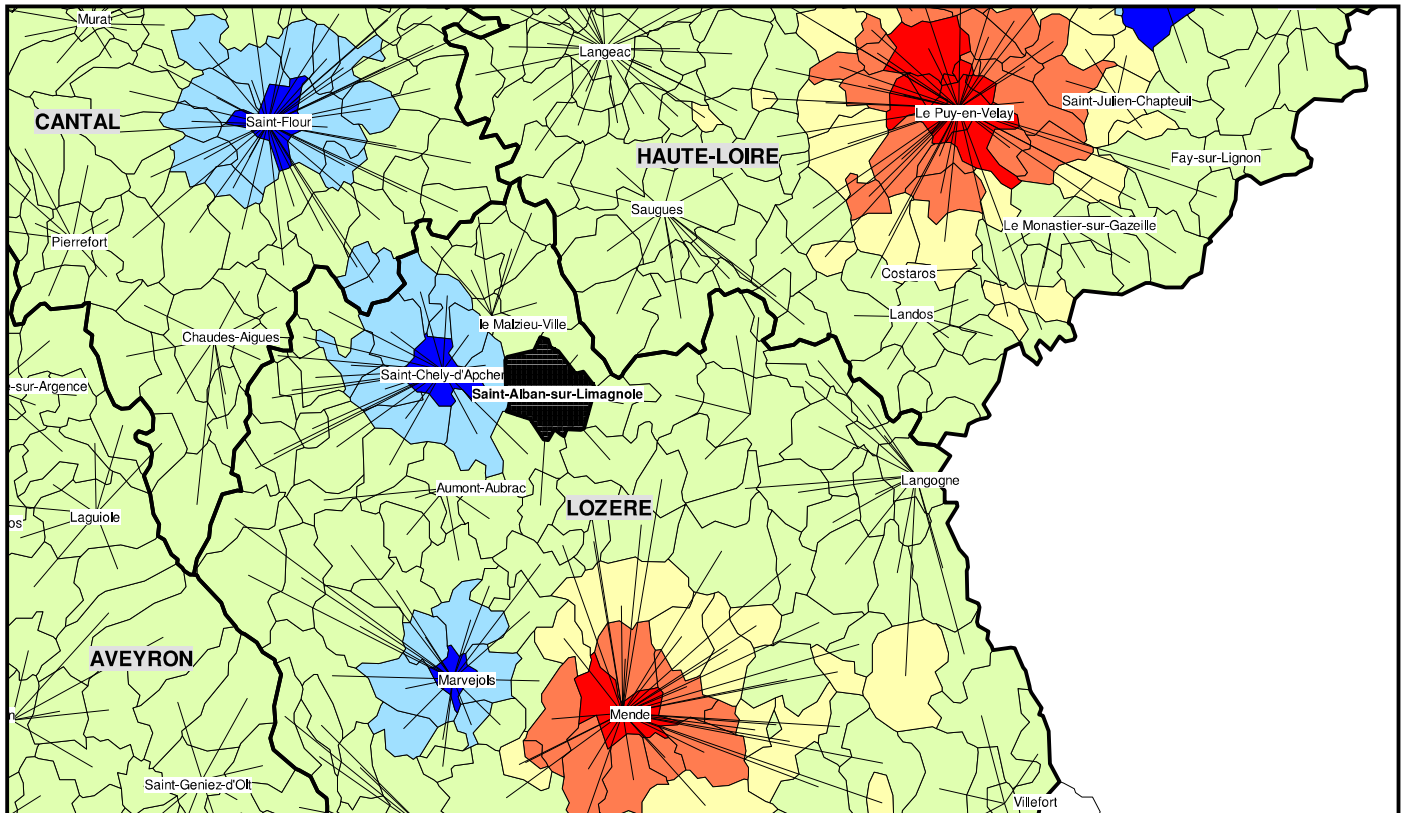 Murat
Langeac
Saint-Julien-Chapteuil
Le Puy-en-Velay
CANTAL
Saint-Flour
HAUTE-LOIRE
Fay-sur-Lignon
Saugues
Le Monastier-sur-Gazeille
Pierrefort
Costaros
Landos
le Malzieu-Ville
Chaudes-Aigues
Saint-Chely-d'Apcher
e-sur-Argence
Saint-Alban-sur-Limagnole
Langogne
Aumont-Aubrac
LOZERE
Laguiole
os
AVEYRON
Marvejols
Mende
n
Saint-Geniez-d'Olt
Villefort